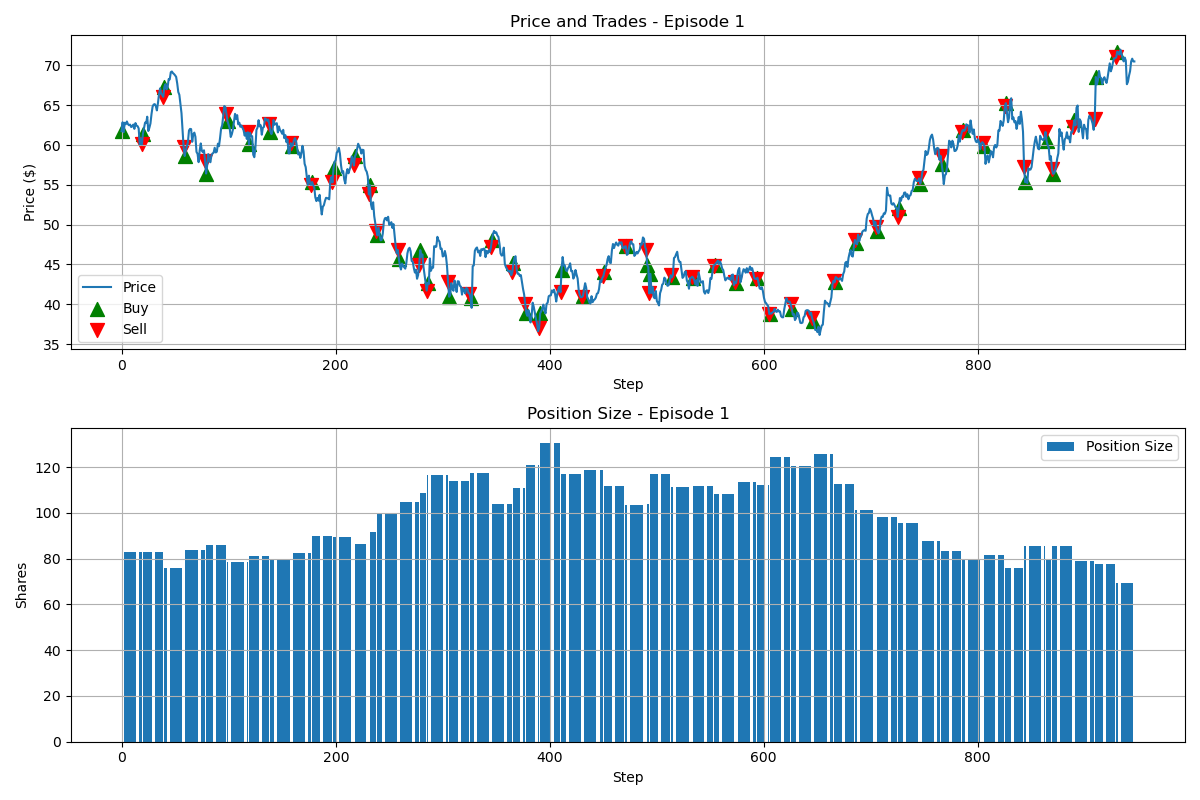 Price and Trades - Episode 1
Price ($)
70
65
60
55
50
45
40
35
Price
Buy
Sell
0
200
400
600
800
Step
Position Size - Episode 1
Shares
120
100
80
60
40
20
0
Position Size
0
200
400
600
800
Step